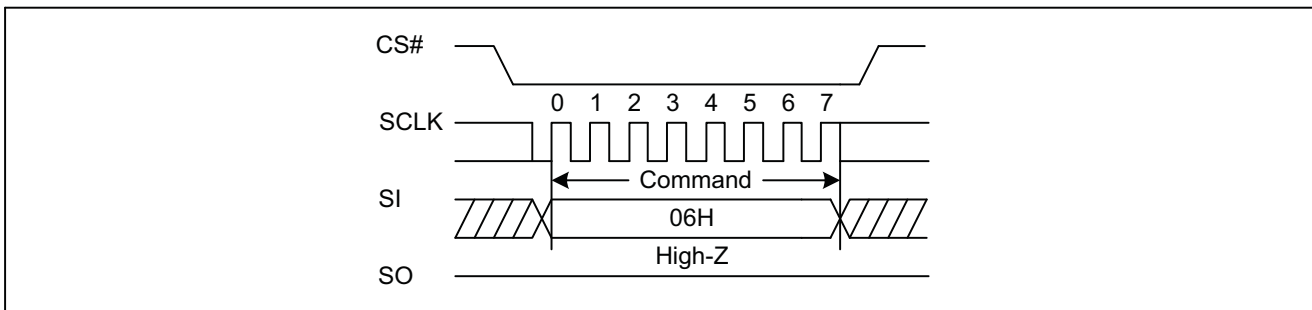 CS#
0 1 2 3 4 5 6 7
SCLK
Command
SI
06H
High-Z
SO